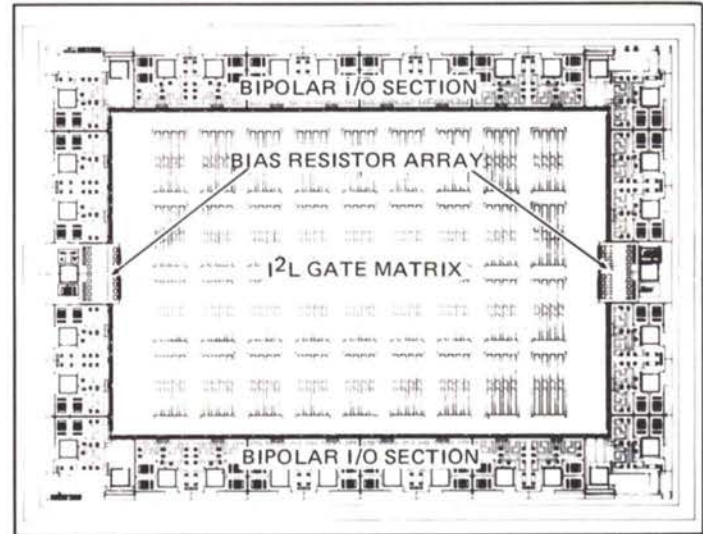 BIPOLAR I/O SECTION
BIAS RESISTOR ARRAY
I²L GATE MATRIX
BIPOLAR I/O SECTION